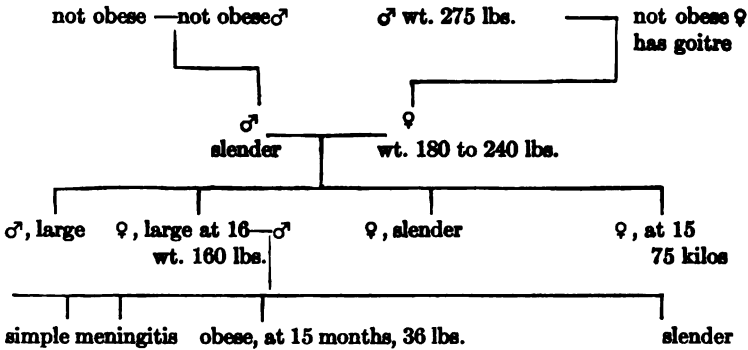 not obese — not obese ♂ ♂ wt. 275 lbs. — not obese ♀
has goitre
♂ ♀
slender wt. 180 to 240 lbs.
♂, large ♀, large at 16—♂ ♀, slender ♀, at 15
wt. 160 lbs. 75 kilos
simple meningitis obese, at 15 months, 36 lbs. slender